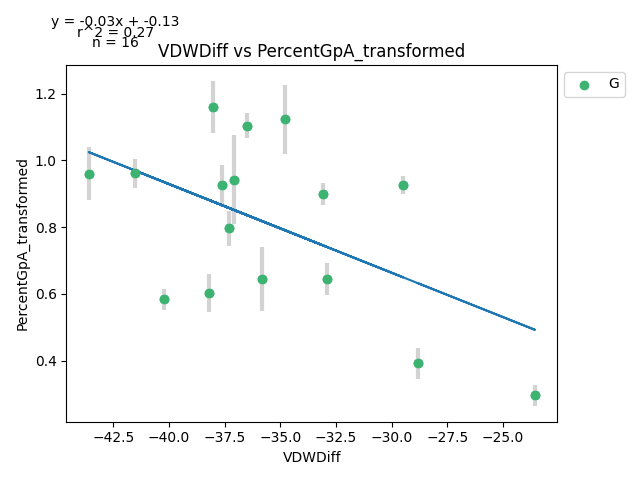 y = -0.03x + -0.13
r^2 = 0.27
n = 16
VDWDiff vs PercentGpA_transformed
G
PercentGpA_transformed
1.2
1.0
0.8
0.6
0.4
−42.5 −40.0 −37.5 −35.0 −32.5 −30.0 −27.5 −25.0
VDWDiff